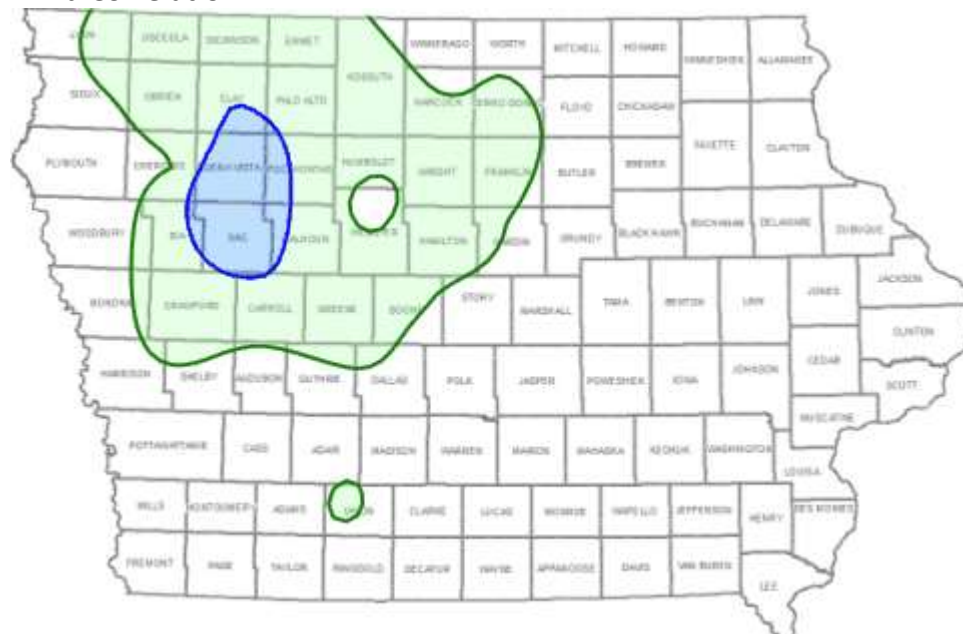 OSCEOLA DICKINSON EMMET WINNEBAGO WORTH MITCHELL HOWARD WINNESHIEK ALLAMAKEE
SIOUX OBRIEN CLAY PALO ALTO KOSSUTH HANCOCK CERRO GORDO FLOYD CHICKASAW
PLYMOUTH CHEROKEE BUENA VISTA POCAHONTAS HUMBOLDT WRIGHT FRANKLIN BUTLER BREMER FAYETTE CLAYTON
WOODBURY IDA SAC CALHOUN WEBSTER HAMILTON HARDIN GRUNDY BLACK HAWK BUCHANAN DELAWARE DUBUQUE
MONONA CRAWFORD CARROLL GREENE BOONE STORY MARSHALL TAMA BENTON LINN JONES JACKSON
CLINTON
HARRISON SHELBY AUDUBON GUTHRIE DALLAS POLK JASPER POWESHIEK IOWA JOHNSON CEDAR SCOTT
MUSCATINE
POTTAWATTAMIE CASS ADAIR MADISON WARREN MARION MAHASKA KEOKUK WASHINGTON LOUISA
MILLS MONTGOMERY ADAMS UNION CLARKE LUCAS MONROE WAPELLO JEFFERSON HENRY DES MOINES
FREMONT PAGE TAYLOR RINGGOLD DECATUR WAYNE APPANOOSE DAVIS VAN BUREN LEE